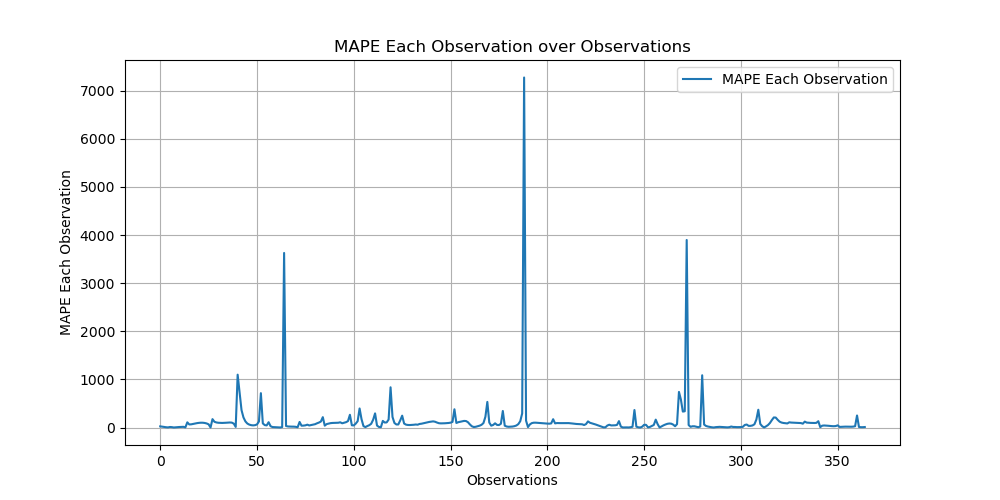 MAPE Each Observation over Observations
MAPE Each Observation
7000
6000
5000
4000
3000
2000
1000
0
MAPE Each Observation
0 50 100 150 200 250 300 350
Observations